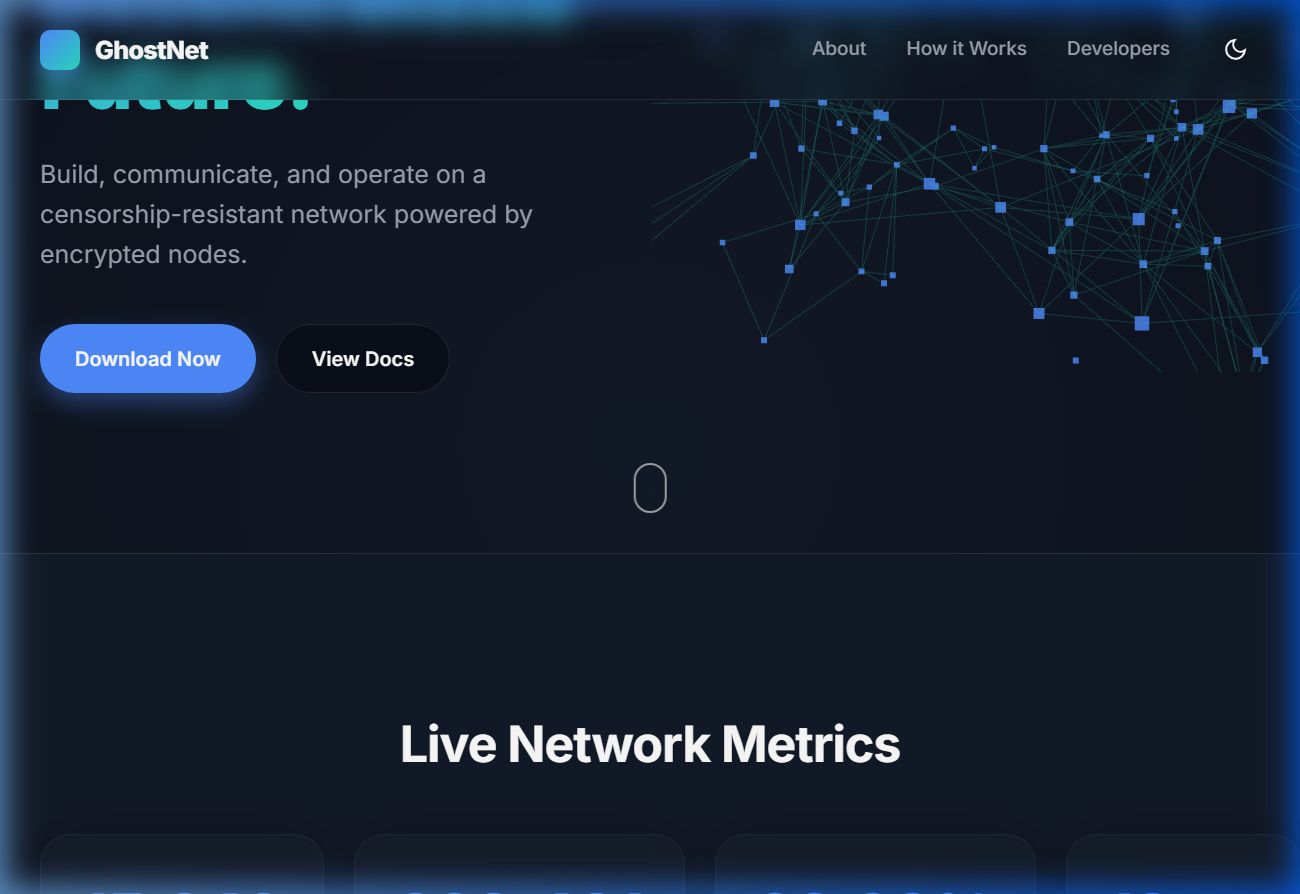 GhostNet
About
How it Works
Developers
Build, communicate, and operate on a
censorship-resistant network powered by
encrypted nodes.
Download Now
View Docs
Live Network Metrics